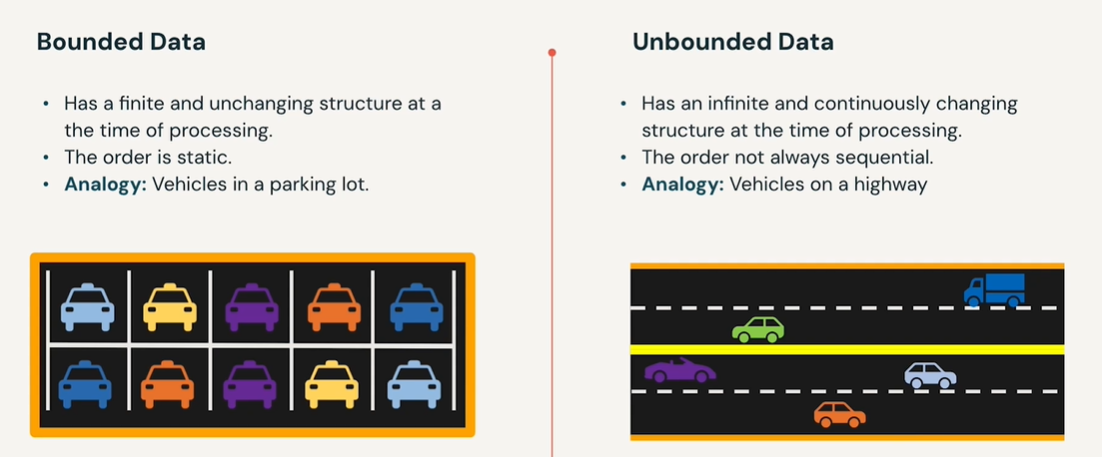 Bounded Data
• Has a finite and unchanging structure at a
the time of processing.
• The order is static.
• Analogy: Vehicles in a parking lot.
Unbounded Data
• Has an infinite and continuously changing
structure at the time of processing.
• The order not always sequential.
• Analogy: Vehicles on a highway